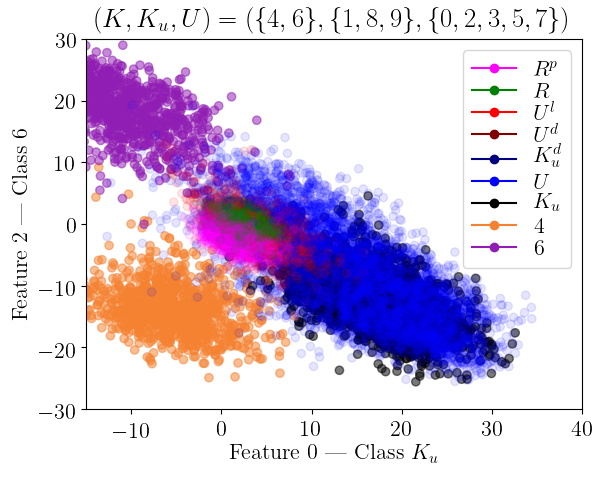 (K, K_u, U) = ({4, 6}, {1, 8, 9}, {0, 2, 3, 5, 7})
30
20
10
0
−10
−20
−30
Feature 2 — Class 6
R^p
R
U^l
U^d
K_u^d
U
K_u
4
6
−10
0
10
20
30
40
Feature 0 — Class K_u